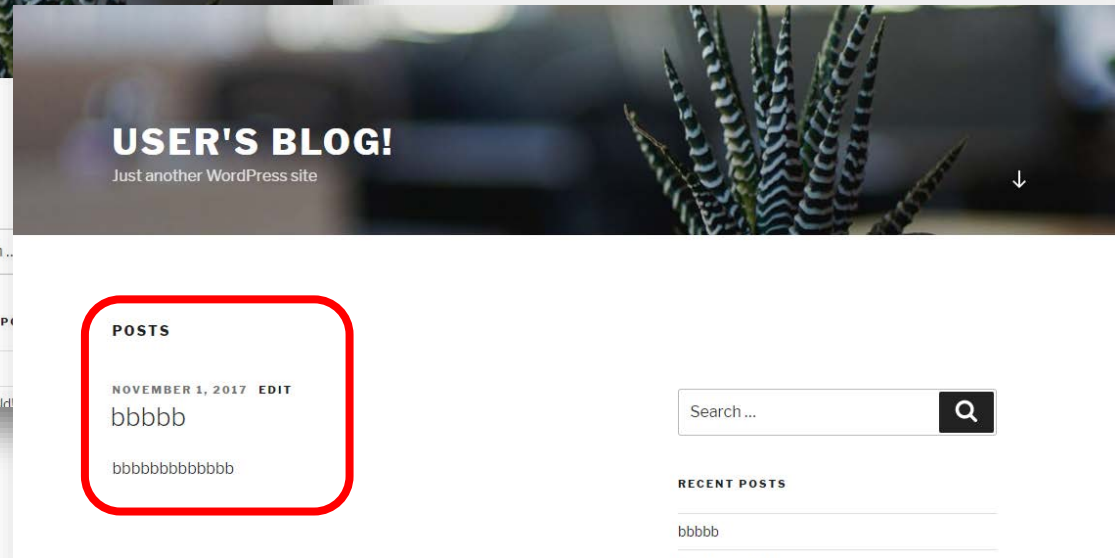 USER'S BLOG!
Just another WordPress site
POSTS
NOVEMBER 1, 2017 EDIT
bbbbb
bbbbbbbbbbbbb
Search ...
RECENT POSTS
bbbbb